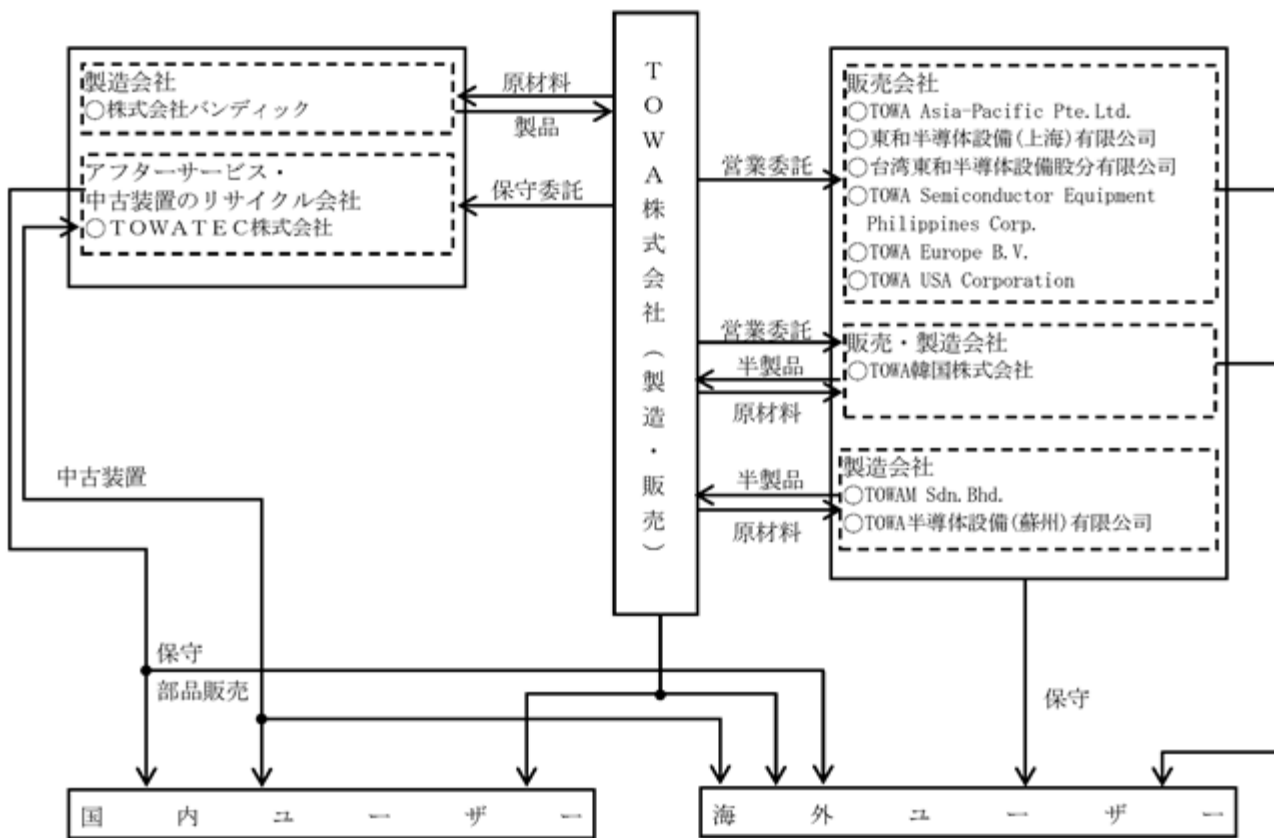 製造会社
○株式会社バンディック
アフターサービス・
中古装置のリサイクル会社
○ＴＯＷＡＴＥＣ株式会社
原材料
製品
保守委託
ＴＯＷＡ株式会社（製造・販売）
営業委託
営業委託
半製品
原材料
半製品
原材料
販売会社
○TOWA Asia-Pacific Pte.Ltd.
○東和半導体設備(上海)有限公司
○台湾東和半導体設備股分有限公司
○TOWA Semiconductor Equipment
Philippines Corp.
○TOWA Europe B.V.
○TOWA USA Corporation
販売・製造会社
○TOWA韓国株式会社
製造会社
○TOWAM Sdn.Bhd.
○TOWA半導体設備(蘇州)有限公司
中古装置
保守
部品販売
保守
国内ユーザー
海外ユーザー